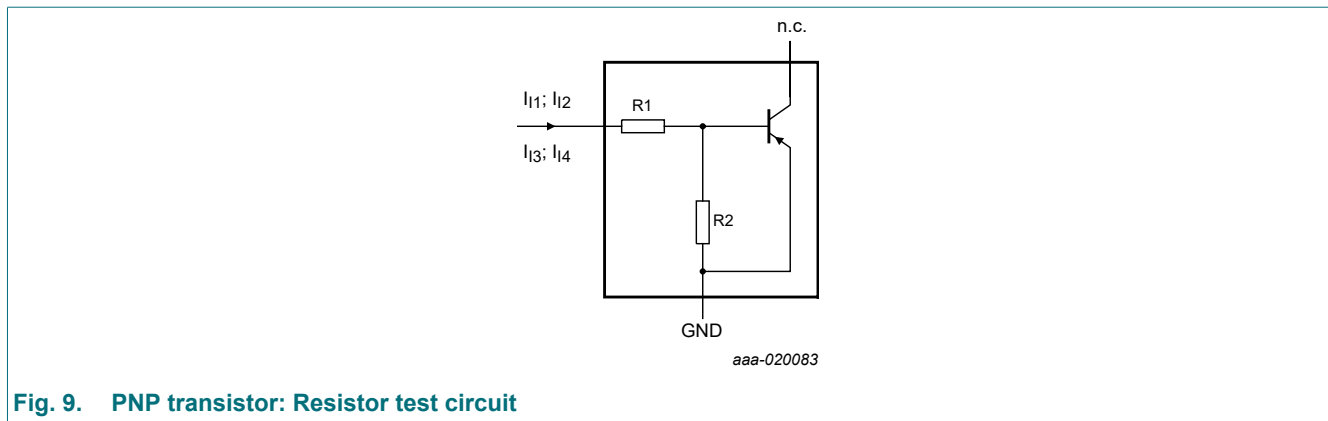 n.c.
I_I1; I_I2
R1
I_I3; I_I4
R2
GND
aaa-020083
Fig. 9. PNP transistor: Resistor test circuit